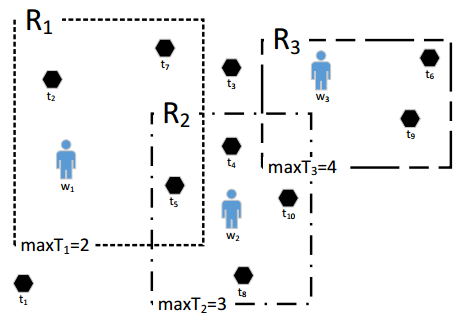 R1
R3
t7
t3
t6
t2
w3
R2
t9
t4
w1
maxT3=4
t5
t10
w2
maxT1=2
t1
t8
maxT2=3